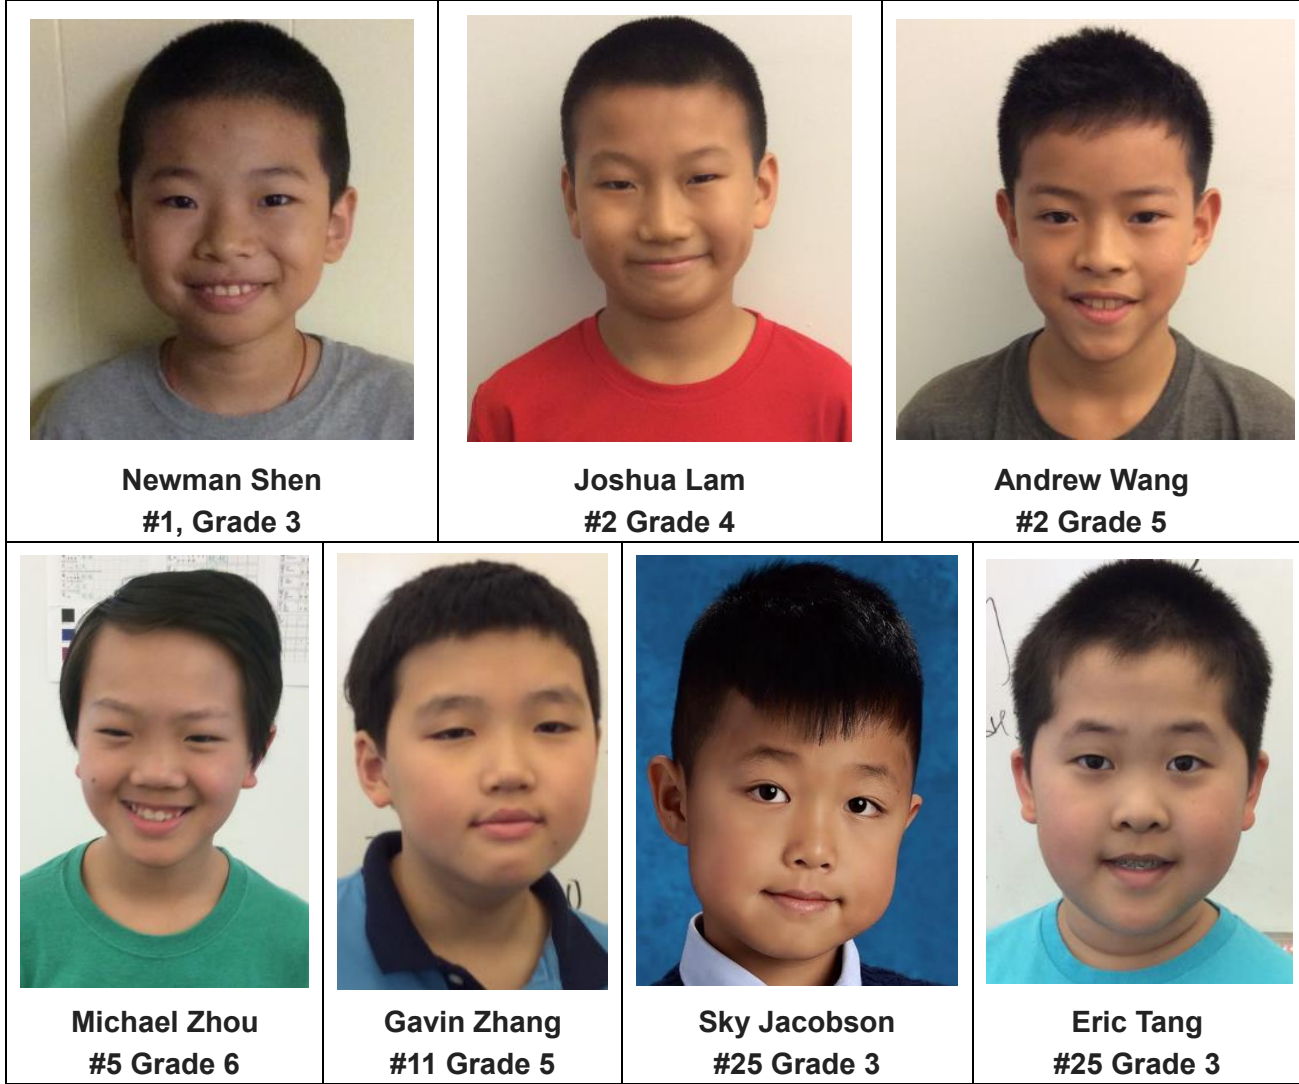 Newman Shen
#1, Grade 3
Joshua Lam
#2 Grade 4
Andrew Wang
#2 Grade 5
Michael Zhou
#5 Grade 6
Gavin Zhang
#11 Grade 5
Sky Jacobson
#25 Grade 3
Eric Tang
#25 Grade 3